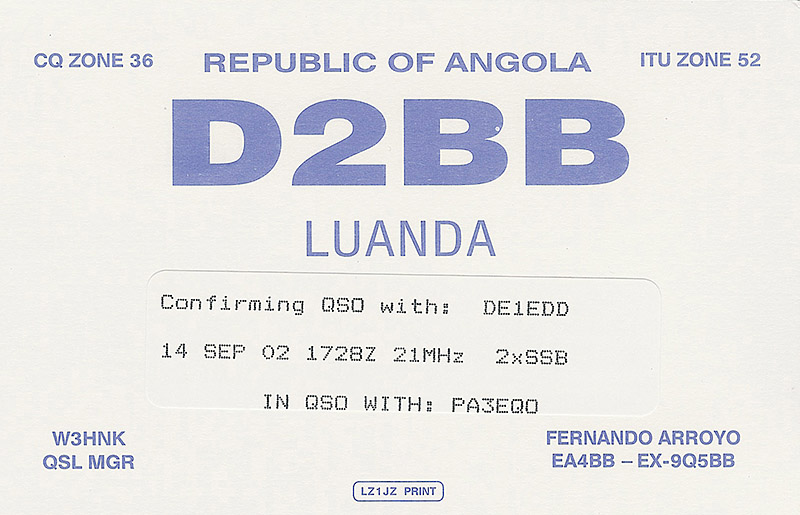 CQ ZONE 36
REPUBLIC OF ANGOLA
ITU ZONE 52
D2BB
LUANDA
Confirming QSO with: DE1EDD
14 SEP 02 1728Z 21MHz 2xSSB
IN QSO WITH: PA3EQO
W3HNK
QSL MGR
FERNANDO ARROYO
EA4BB – EX-9Q5BB
LZ1JZ PRINT